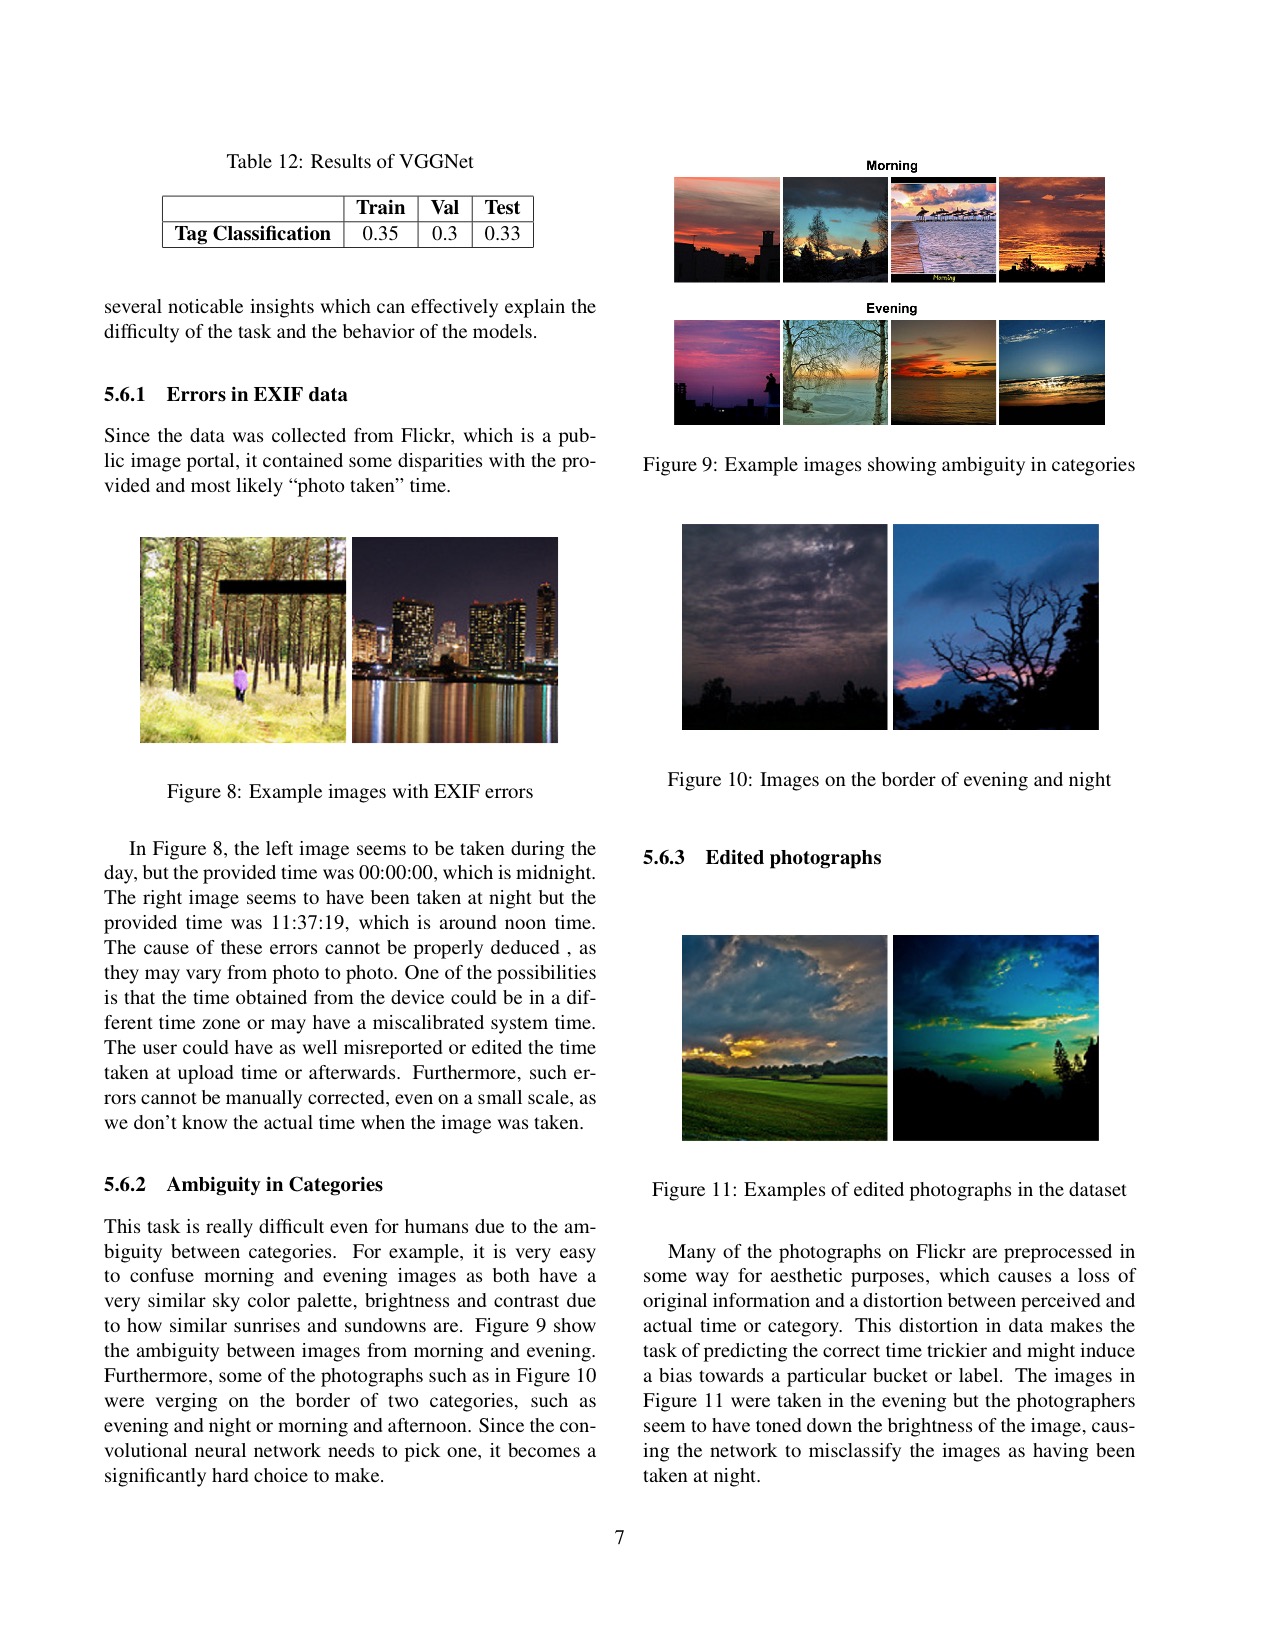 Table 12: Results of VGGNet
Train Val Test
Tag Classification 0.35 0.3 0.33
several noticable insights which can effectively explain the
difficulty of the task and the behavior of the models.
5.6.1 Errors in EXIF data
Since the data was collected from Flickr, which is a pub-
lic image portal, it contained some disparities with the pro-
vided and most likely “photo taken” time.
Figure 8: Example images with EXIF errors
In Figure 8, the left image seems to be taken during the
day, but the provided time was 00:00:00, which is midnight.
The right image seems to have been taken at night but the
provided time was 11:37:19, which is around noon time.
The cause of these errors cannot be properly deduced , as
they may vary from photo to photo. One of the possibilities
is that the time obtained from the device could be in a dif-
ferent time zone or may have a miscalibrated system time.
The user could have as well misreported or edited the time
taken at upload time or afterwards. Furthermore, such er-
rors cannot be manually corrected, even on a small scale, as
we don’t know the actual time when the image was taken.
5.6.2 Ambiguity in Categories
This task is really difficult even for humans due to the am-
biguity between categories. For example, it is very easy
to confuse morning and evening images as both have a
very similar sky color palette, brightness and contrast due
to how similar sunrises and sundowns are. Figure 9 show
the ambiguity between images from morning and evening.
Furthermore, some of the photographs such as in Figure 10
were verging on the border of two categories, such as
evening and night or morning and afternoon. Since the con-
volutional neural network needs to pick one, it becomes a
significantly hard choice to make.
Morning
Morning
Evening
Figure 9: Example images showing ambiguity in categories
Figure 10: Images on the border of evening and night
5.6.3 Edited photographs
Figure 11: Examples of edited photographs in the dataset
Many of the photographs on Flickr are preprocessed in
some way for aesthetic purposes, which causes a loss of
original information and a distortion between perceived and
actual time or category. This distortion in data makes the
task of predicting the correct time trickier and might induce
a bias towards a particular bucket or label. The images in
Figure 11 were taken in the evening but the photographers
seem to have toned down the brightness of the image, caus-
ing the network to misclassify the images as having been
taken at night.
7